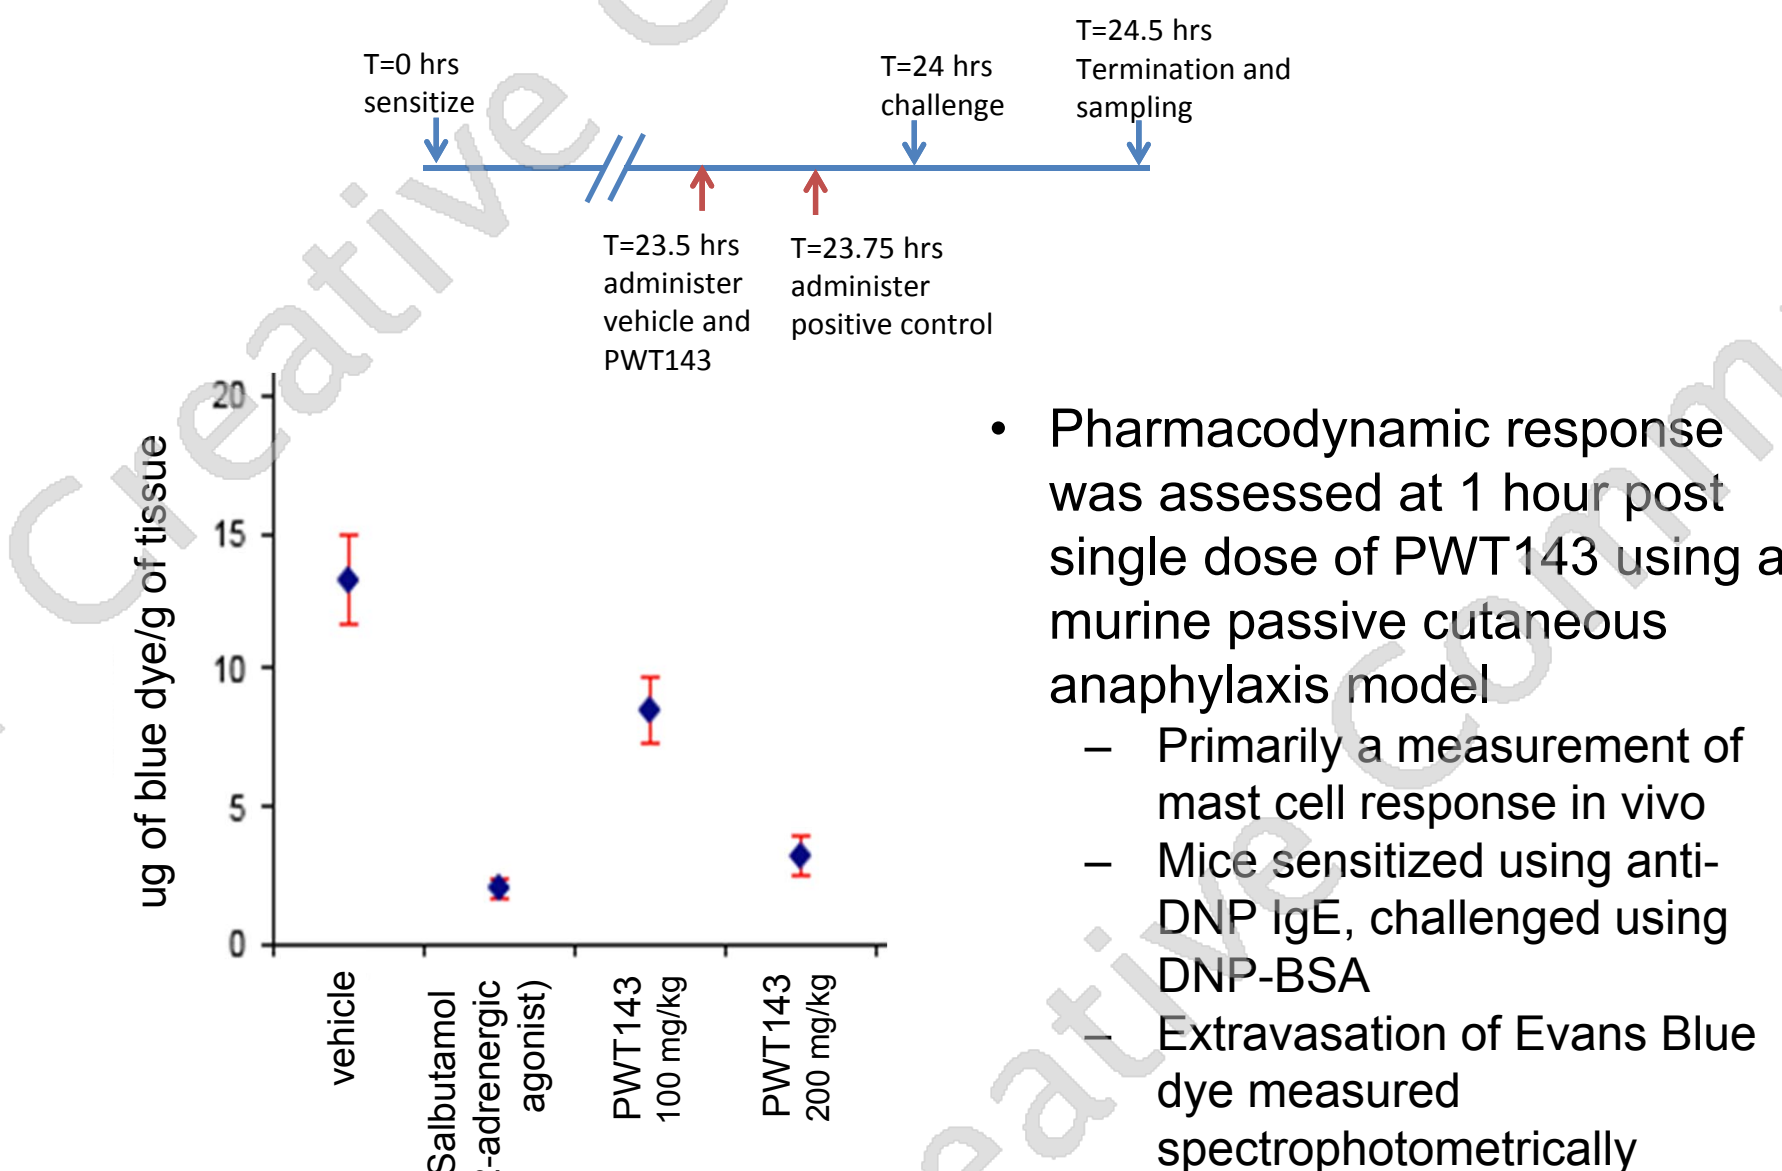 T=0 hrs
sensitize
T=24 hrs
challenge
T=24.5 hrs
Termination and
sampling
T=23.5 hrs
administer
vehicle and
PWT143
T=23.75 hrs
administer
positive control
ug of blue dye/g of tissue
20
15
10
5
0
vehicle
Salbutamol
-adrenergic
agonist)
PWT143
100 mg/kg
PWT143
200 mg/kg
• Pharmacodynamic response
was assessed at 1 hour post
single dose of PWT143 using a
murine passive cutaneous
anaphylaxis model
– Primarily a measurement of
mast cell response in vivo
– Mice sensitized using anti-
DNP IgE, challenged using
DNP-BSA
– Extravasation of Evans Blue
dye measured
spectrophotometrically
Creative C
Creative Comm